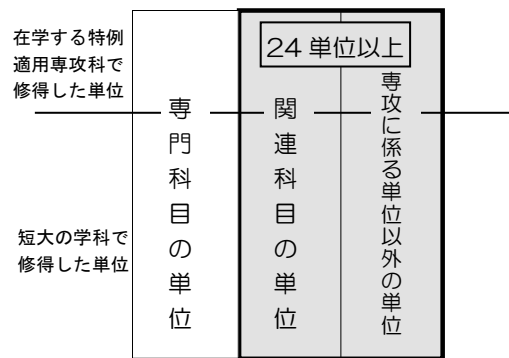 在学する特例
適用専攻科で
修得した単位
24単位以上
専門科目の単位
関連科目の単位
専攻に係る単位以外の単位
短大の学科で
修得した単位